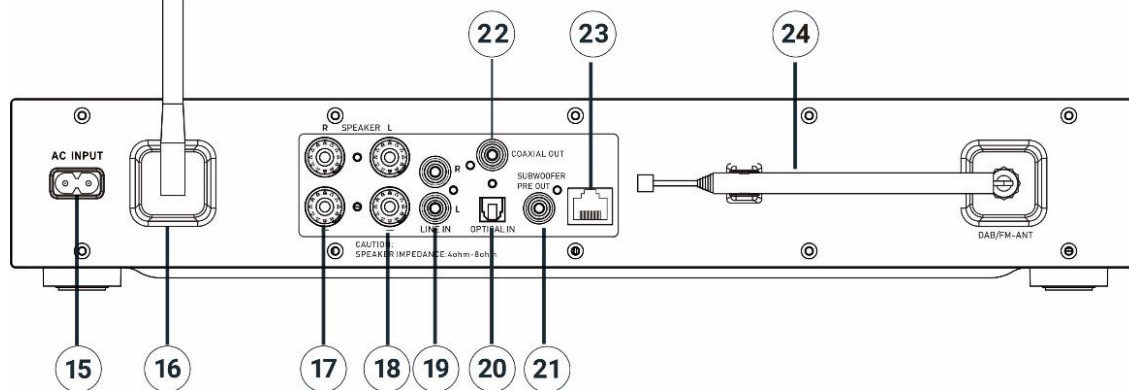 22 23 24
R SPEAKER L
AC INPUT
COAXIAL OUT
R
SUBWOOFER
PRE OUT
L
LINE IN OPTICAL IN
DAB/FM-ANT
CAUTION:
SPEAKER IMPEDANCE:4ohm-8ohm
15 16 17 18 19 20 21